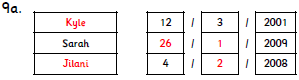 9a.
Kyle 12 / 3 / 2001
Sarah 26 / 1 / 2009
Jilani 4 / 2 / 2008